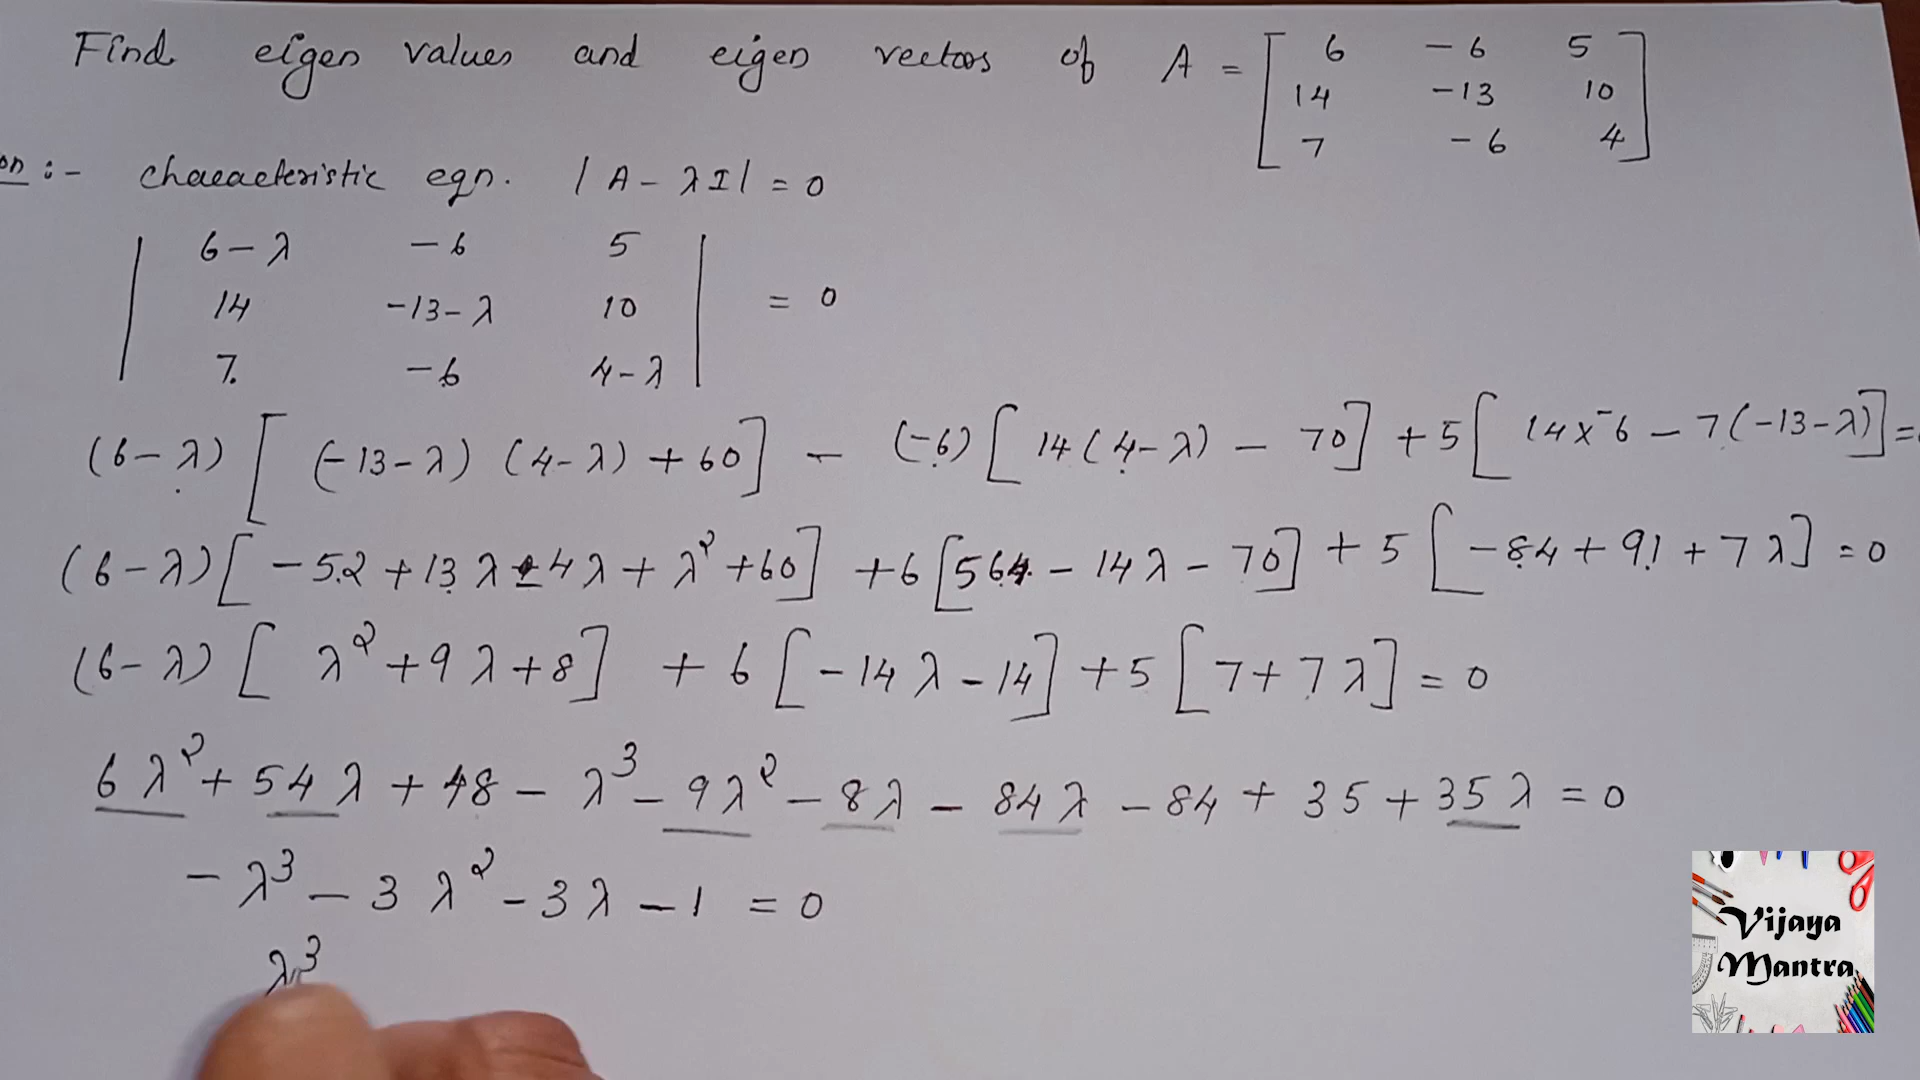 Find eigen values and eigen vectors of A = [ 6 -6 5
14 -13 10
7 -6 4 ]
on :- characteristic eqn. |A - λI| = 0
| 6-λ -6 5 |
| 14 -13-λ 10 | = 0
| 7 -6 4-λ |
(6-λ) [ (-13-λ) (4-λ) + 60 ] - (-6) [ 14(4-λ) - 70 ] + 5 [ 14x-6 - 7(-13-λ) ] =
(6-λ) [ -52 + 13λ - 4λ + λ² + 60 ] + 6 [ 56 - 14λ - 70 ] + 5 [ -84 + 91 + 7λ ] = 0
(6-λ) [ λ² + 9λ + 8 ] + 6 [ -14λ - 14 ] + 5 [ 7 + 7λ ] = 0
6λ² + 54λ + 48 - λ³ - 9λ² - 8λ - 84λ - 84 + 35 + 35λ = 0
- λ³ - 3λ² - 3λ - 1 = 0
λ³
Vijaya
Mantra